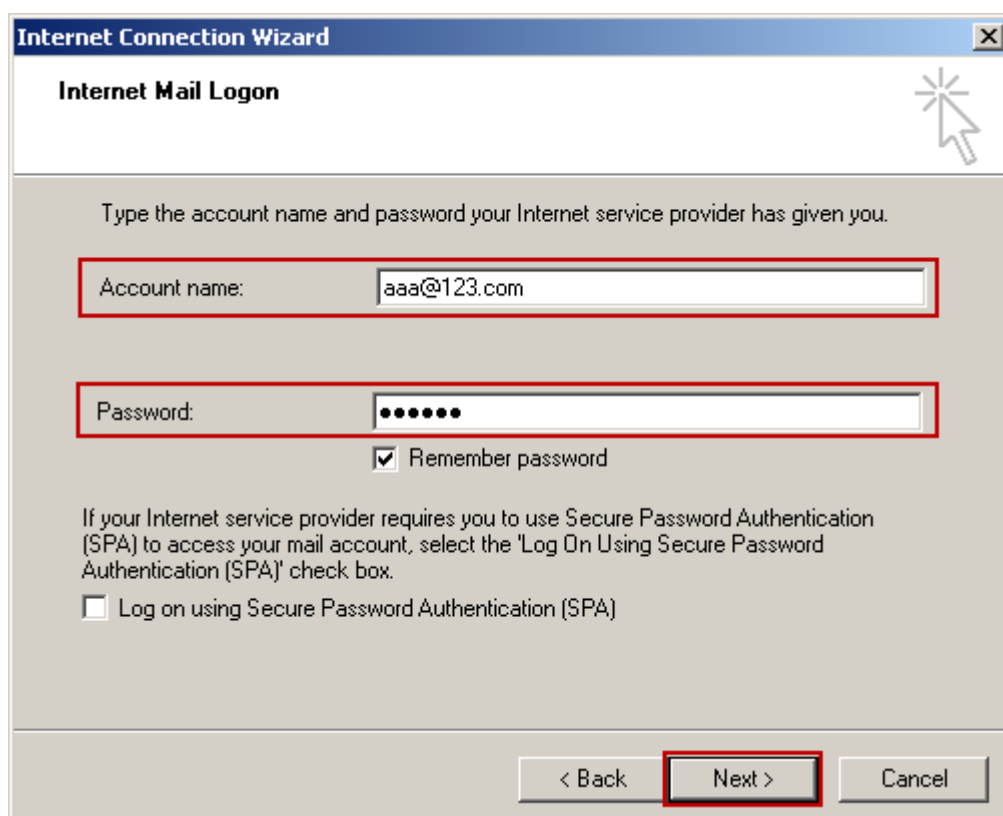 Internet Connection Wizard
Internet Mail Logon
Type the account name and password your Internet service provider has given you.
Account name: aaa@123.com
Password: ●●●●●●
Remember password
If your Internet service provider requires you to use Secure Password Authentication
(SPA) to access your mail account, select the 'Log On Using Secure Password
Authentication (SPA)' check box.
Log on using Secure Password Authentication (SPA)
< Back Next > Cancel